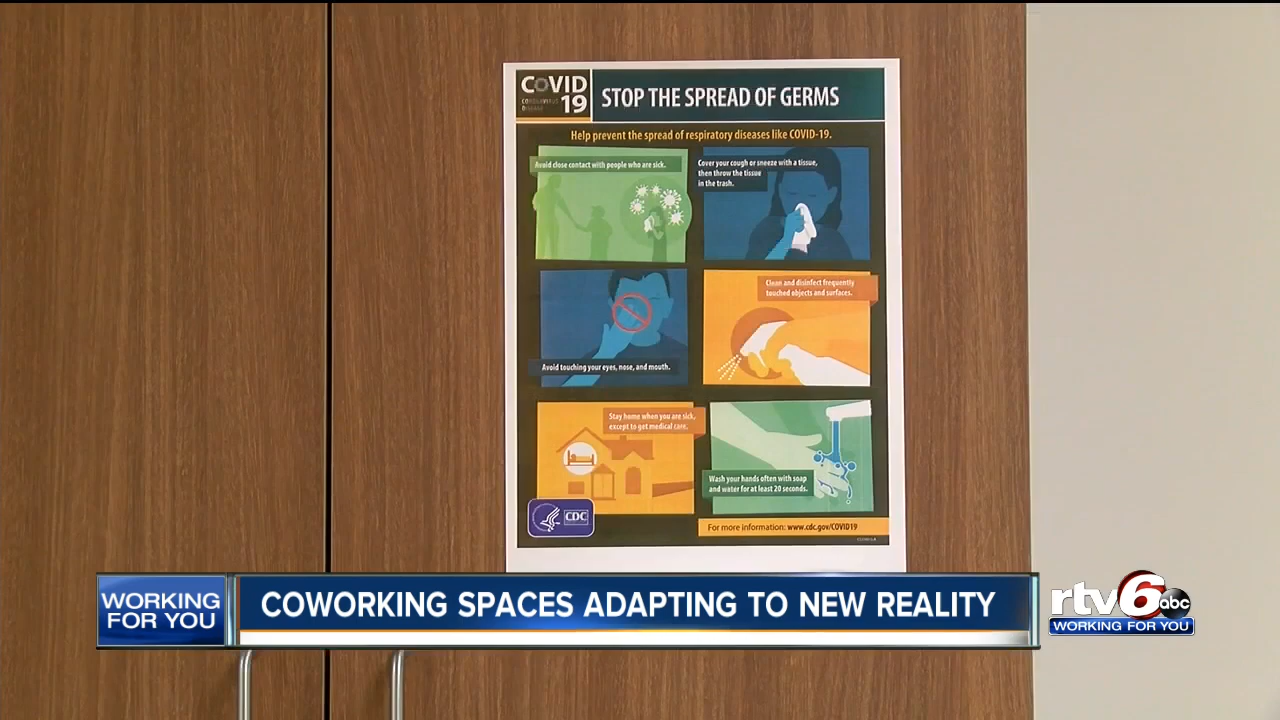 COVID
19
CORONAVIRUS
DISEASE
STOP THE SPREAD OF GERMS
Help prevent the spread of respiratory diseases like COVID-19.
Avoid close contact with people who are sick.
Cover your cough or sneeze with a tissue,
then throw the tissue
in the trash.
Avoid touching your eyes, nose, and mouth.
Clean and disinfect frequently
touched objects and surfaces.
Stay home when you are sick,
except to get medical care.
Wash your hands often with soap
and water for at least 20 seconds.
CDC
For more information: www.cdc.gov/COVID19
WORKING
FOR YOU
COWORKING SPACES ADAPTING TO NEW REALITY
rtv6 abc
WORKING FOR YOU